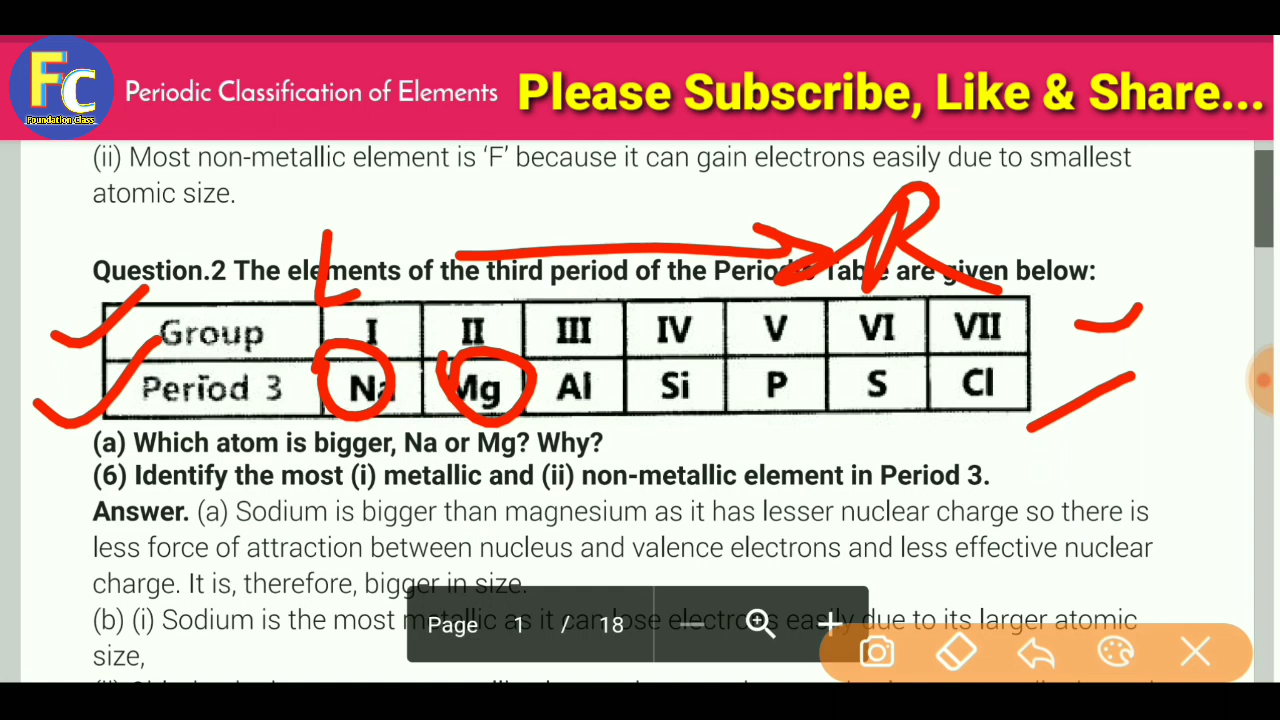 FC
Foundation Class
Periodic Classification of Elements
Please Subscribe, Like & Share...
(ii) Most non-metallic element is ‘F’ because it can gain electrons easily due to smallest
atomic size.
L
R
Question.2 The elements of the third period of the Periodic Table are given below:
Group I II III IV V VI VII
Period 3 Na Mg Al Si P S Cl
(a) Which atom is bigger, Na or Mg? Why?
(6) Identify the most (i) metallic and (ii) non-metallic element in Period 3.
Answer. (a) Sodium is bigger than magnesium as it has lesser nuclear charge so there is
less force of attraction between nucleus and valence electrons and less effective nuclear
charge. It is, therefore, bigger in size.
(b) (i) Sodium is the most metallic as it can lose electrons easily due to its larger atomic
size,
Page 1 / 18